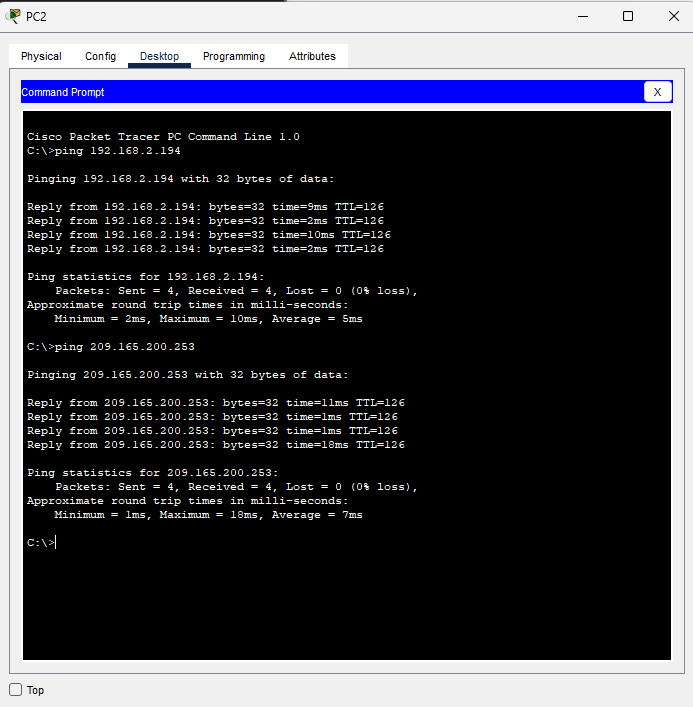 PC2
Physical Config Desktop Programming Attributes
Command Prompt X
Cisco Packet Tracer PC Command Line 1.0
C:\>ping 192.168.2.194
Pinging 192.168.2.194 with 32 bytes of data:
Reply from 192.168.2.194: bytes=32 time=9ms TTL=126
Reply from 192.168.2.194: bytes=32 time=2ms TTL=126
Reply from 192.168.2.194: bytes=32 time=10ms TTL=126
Reply from 192.168.2.194: bytes=32 time=2ms TTL=126
Ping statistics for 192.168.2.194:
    Packets: Sent = 4, Received = 4, Lost = 0 (0% loss),
Approximate round trip times in milli-seconds:
    Minimum = 2ms, Maximum = 10ms, Average = 5ms
C:\>ping 209.165.200.253
Pinging 209.165.200.253 with 32 bytes of data:
Reply from 209.165.200.253: bytes=32 time=11ms TTL=126
Reply from 209.165.200.253: bytes=32 time=1ms TTL=126
Reply from 209.165.200.253: bytes=32 time=1ms TTL=126
Reply from 209.165.200.253: bytes=32 time=18ms TTL=126
Ping statistics for 209.165.200.253:
    Packets: Sent = 4, Received = 4, Lost = 0 (0% loss),
Approximate round trip times in milli-seconds:
    Minimum = 1ms, Maximum = 18ms, Average = 7ms
C:\>
Top